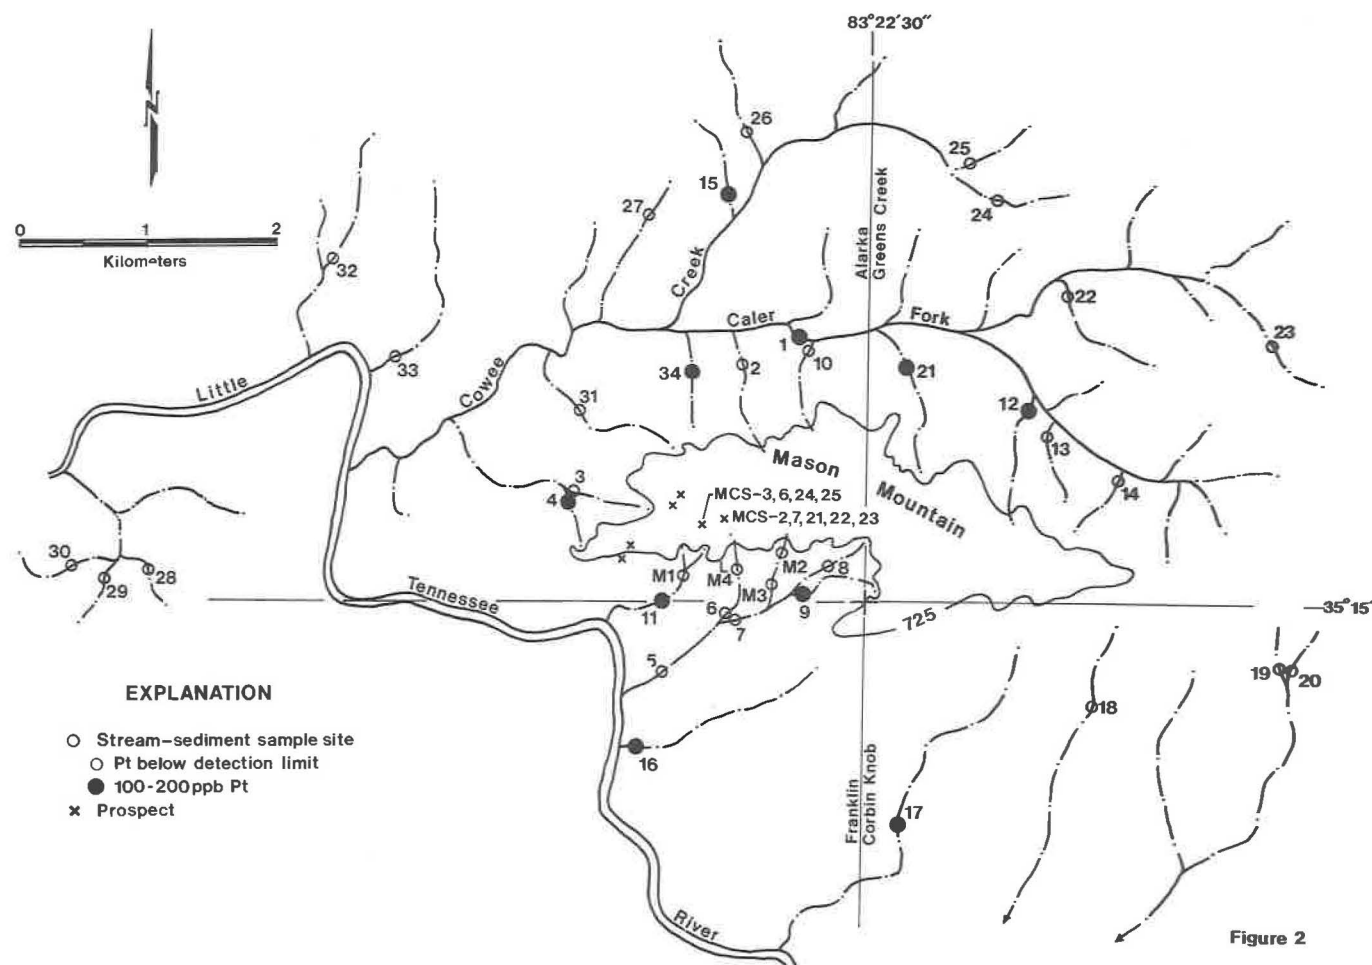 83°22'30"
26
25
15
24
27
0 1 2
Kilometers
Creek
Alarka
Greens Creek
32
22
Caler
Fork
23
1
10
Little
33
34
2
21
Cowee
31
12
13
Mason
Mountain
14
3
4
MCS-3, 6, 24, 25
MCS-2, 7, 21, 22, 23
30
29
28
M1
M4
M2
M3
8
Tennessee
11
6
7
9
725
35°15'
5
16
19
20
18
EXPLANATION
Stream-sediment sample site
Pt below detection limit
100-200ppb Pt
x Prospect
Franklin
Corbin Knob
17
River
Figure 2